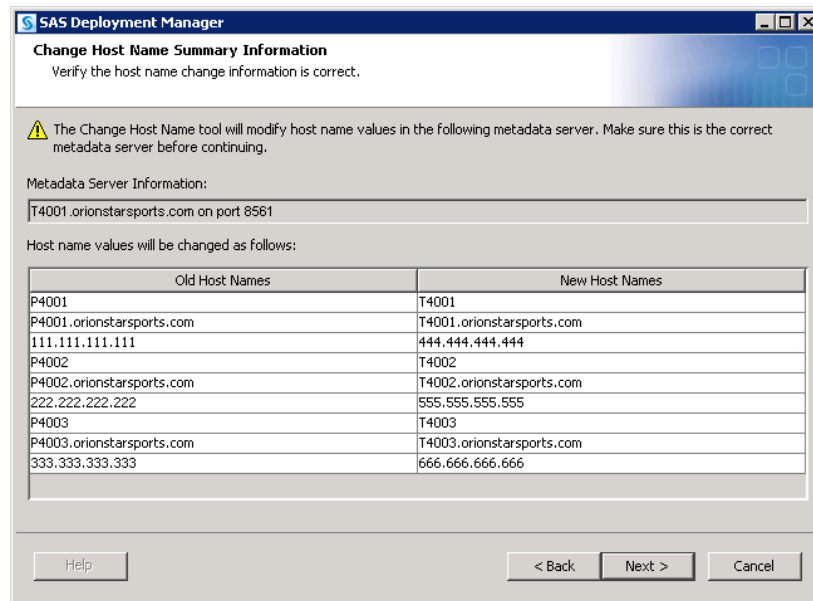 SAS Deployment Manager
Change Host Name Summary Information
Verify the host name change information is correct.
The Change Host Name tool will modify host name values in the following metadata server. Make sure this is the correct
metadata server before continuing.
Metadata Server Information:
T4001.orionstarsports.com on port 8561
Host name values will be changed as follows:
Old Host Names New Host Names
P4001 T4001
P4001.orionstarsports.com T4001.orionstarsports.com
111.111.111.111 444.444.444.444
P4002 T4002
P4002.orionstarsports.com T4002.orionstarsports.com
222.222.222.222 555.555.555.555
P4003 T4003
P4003.orionstarsports.com T4003.orionstarsports.com
333.333.333.333 666.666.666.666
Help < Back Next > Cancel